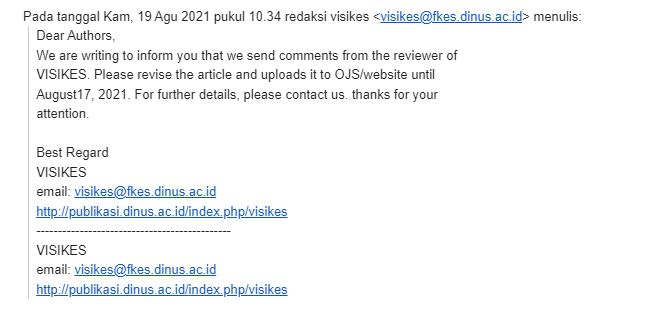 Pada tanggal Kam, 19 Agu 2021 pukul 10.34 redaksi visikes <visikes@fkes.dinus.ac.id> menulis:
Dear Authors,
We are writing to inform you that we send comments from the reviewer of
VISIKES. Please revise the article and uploads it to OJS/website until
August17, 2021. For further details, please contact us. thanks for your
attention.
Best Regard
VISIKES
email: visikes@fkes.dinus.ac.id
http://publikasi.dinus.ac.id/index.php/visikes
----------------------------------------------
VISIKES
email: visikes@fkes.dinus.ac.id
http://publikasi.dinus.ac.id/index.php/visikes